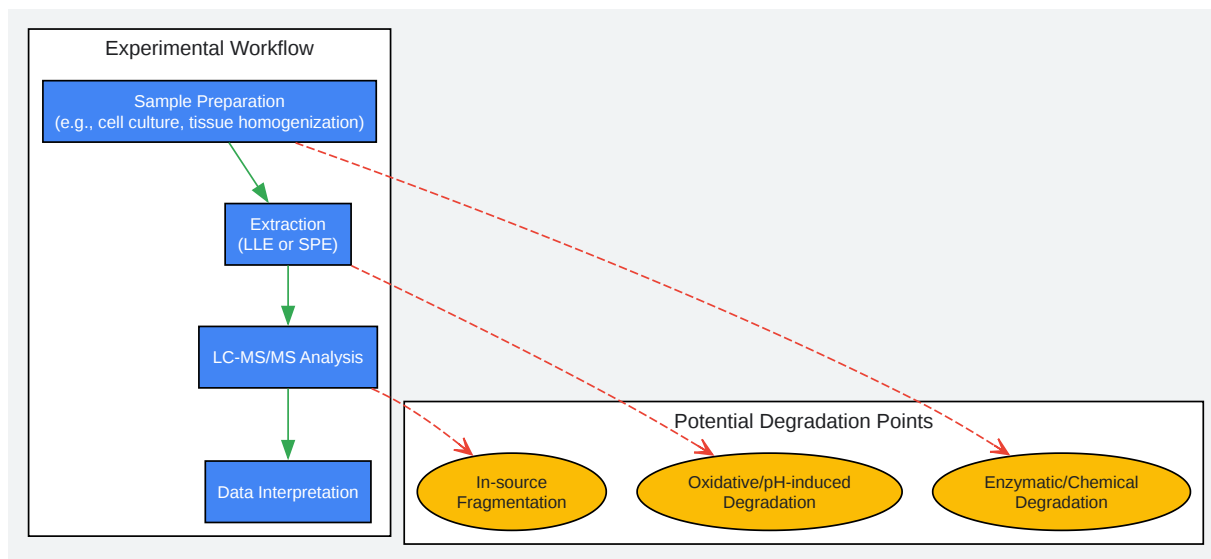 Experimental Workflow
Sample Preparation
(e.g., cell culture, tissue homogenization)
Extraction
(LLE or SPE)
LC-MS/MS Analysis
Data Interpretation
Potential Degradation Points
In-source
Fragmentation
Oxidative/pH-induced
Degradation
Enzymatic/Chemical
Degradation